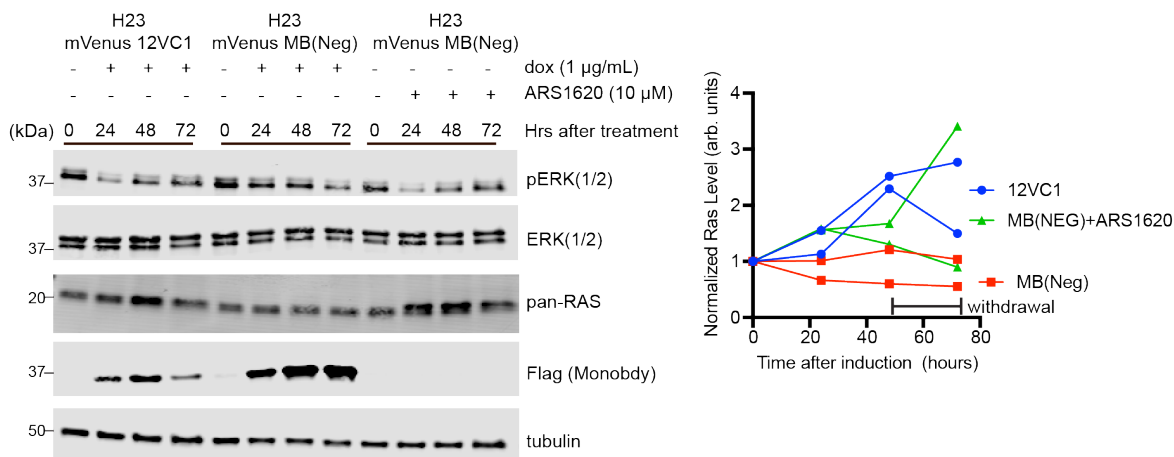 H23 H23 H23
mVenus 12VC1 mVenus MB(Neg) mVenus MB(Neg)
- + + + - + + + - - - - dox (1 µg/mL)
- - - - - - - - - + + + ARS1620 (10 µM)
(kDa) 0 24 48 72 0 24 48 72 0 24 48 72 Hrs after treatment
37 pERK(1/2)
37 ERK(1/2)
20 pan-RAS
37 Flag (Monobdy)
50 tubulin
Normalized Ras Level (arb. units)
4
3
2
1
0
0 20 40 60 80
Time after induction (hours)
12VC1
MB(NEG)+ARS1620
MB(Neg)
withdrawal